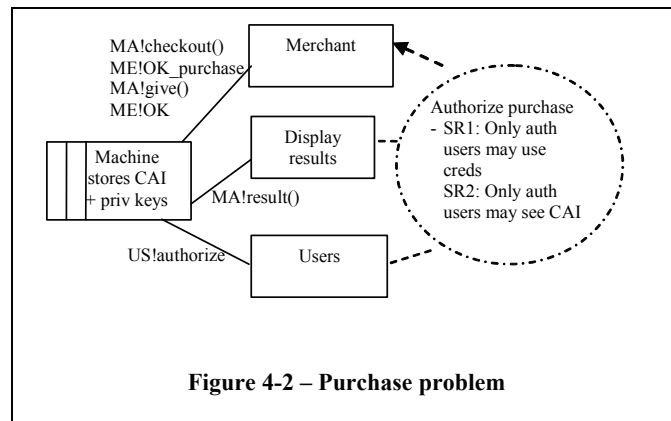 MA!checkout()
ME!OK_purchase
MA!give()
ME!OK
Merchant
Authorize purchase
- SR1: Only auth
users may use
creds
SR2: Only auth
users may see CAI
Display
results
Machine
stores CAI
+ priv keys
MA!result()
US!authorize
Users
Figure 4-2 – Purchase problem